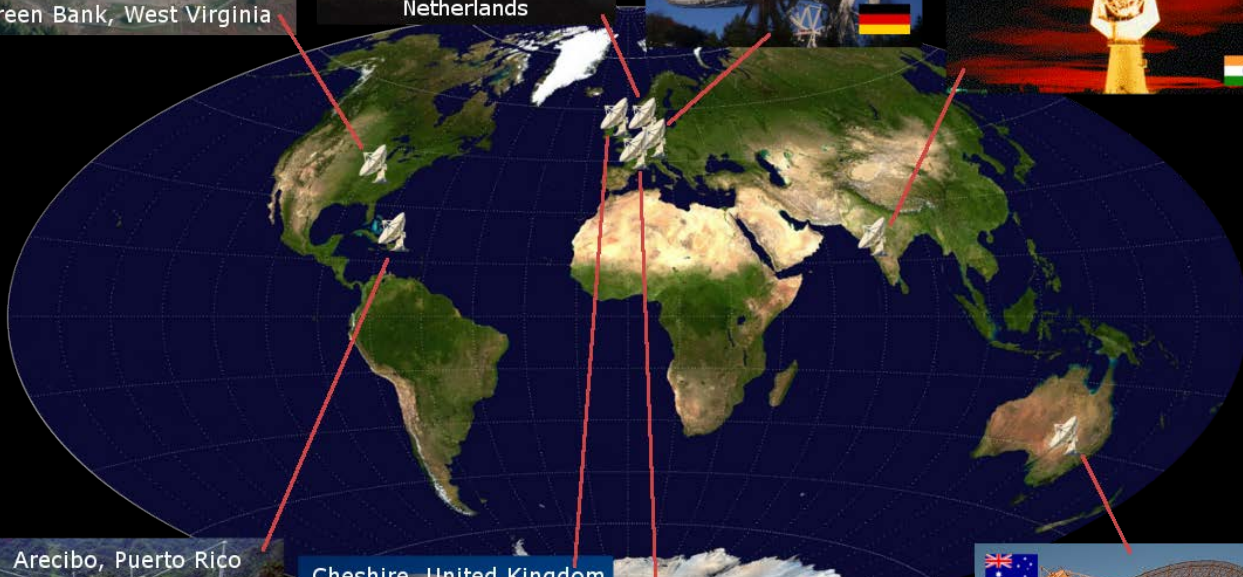 reen Bank, West Virginia
Netherlands
Arecibo, Puerto Rico
Cheshire, United Kingdom